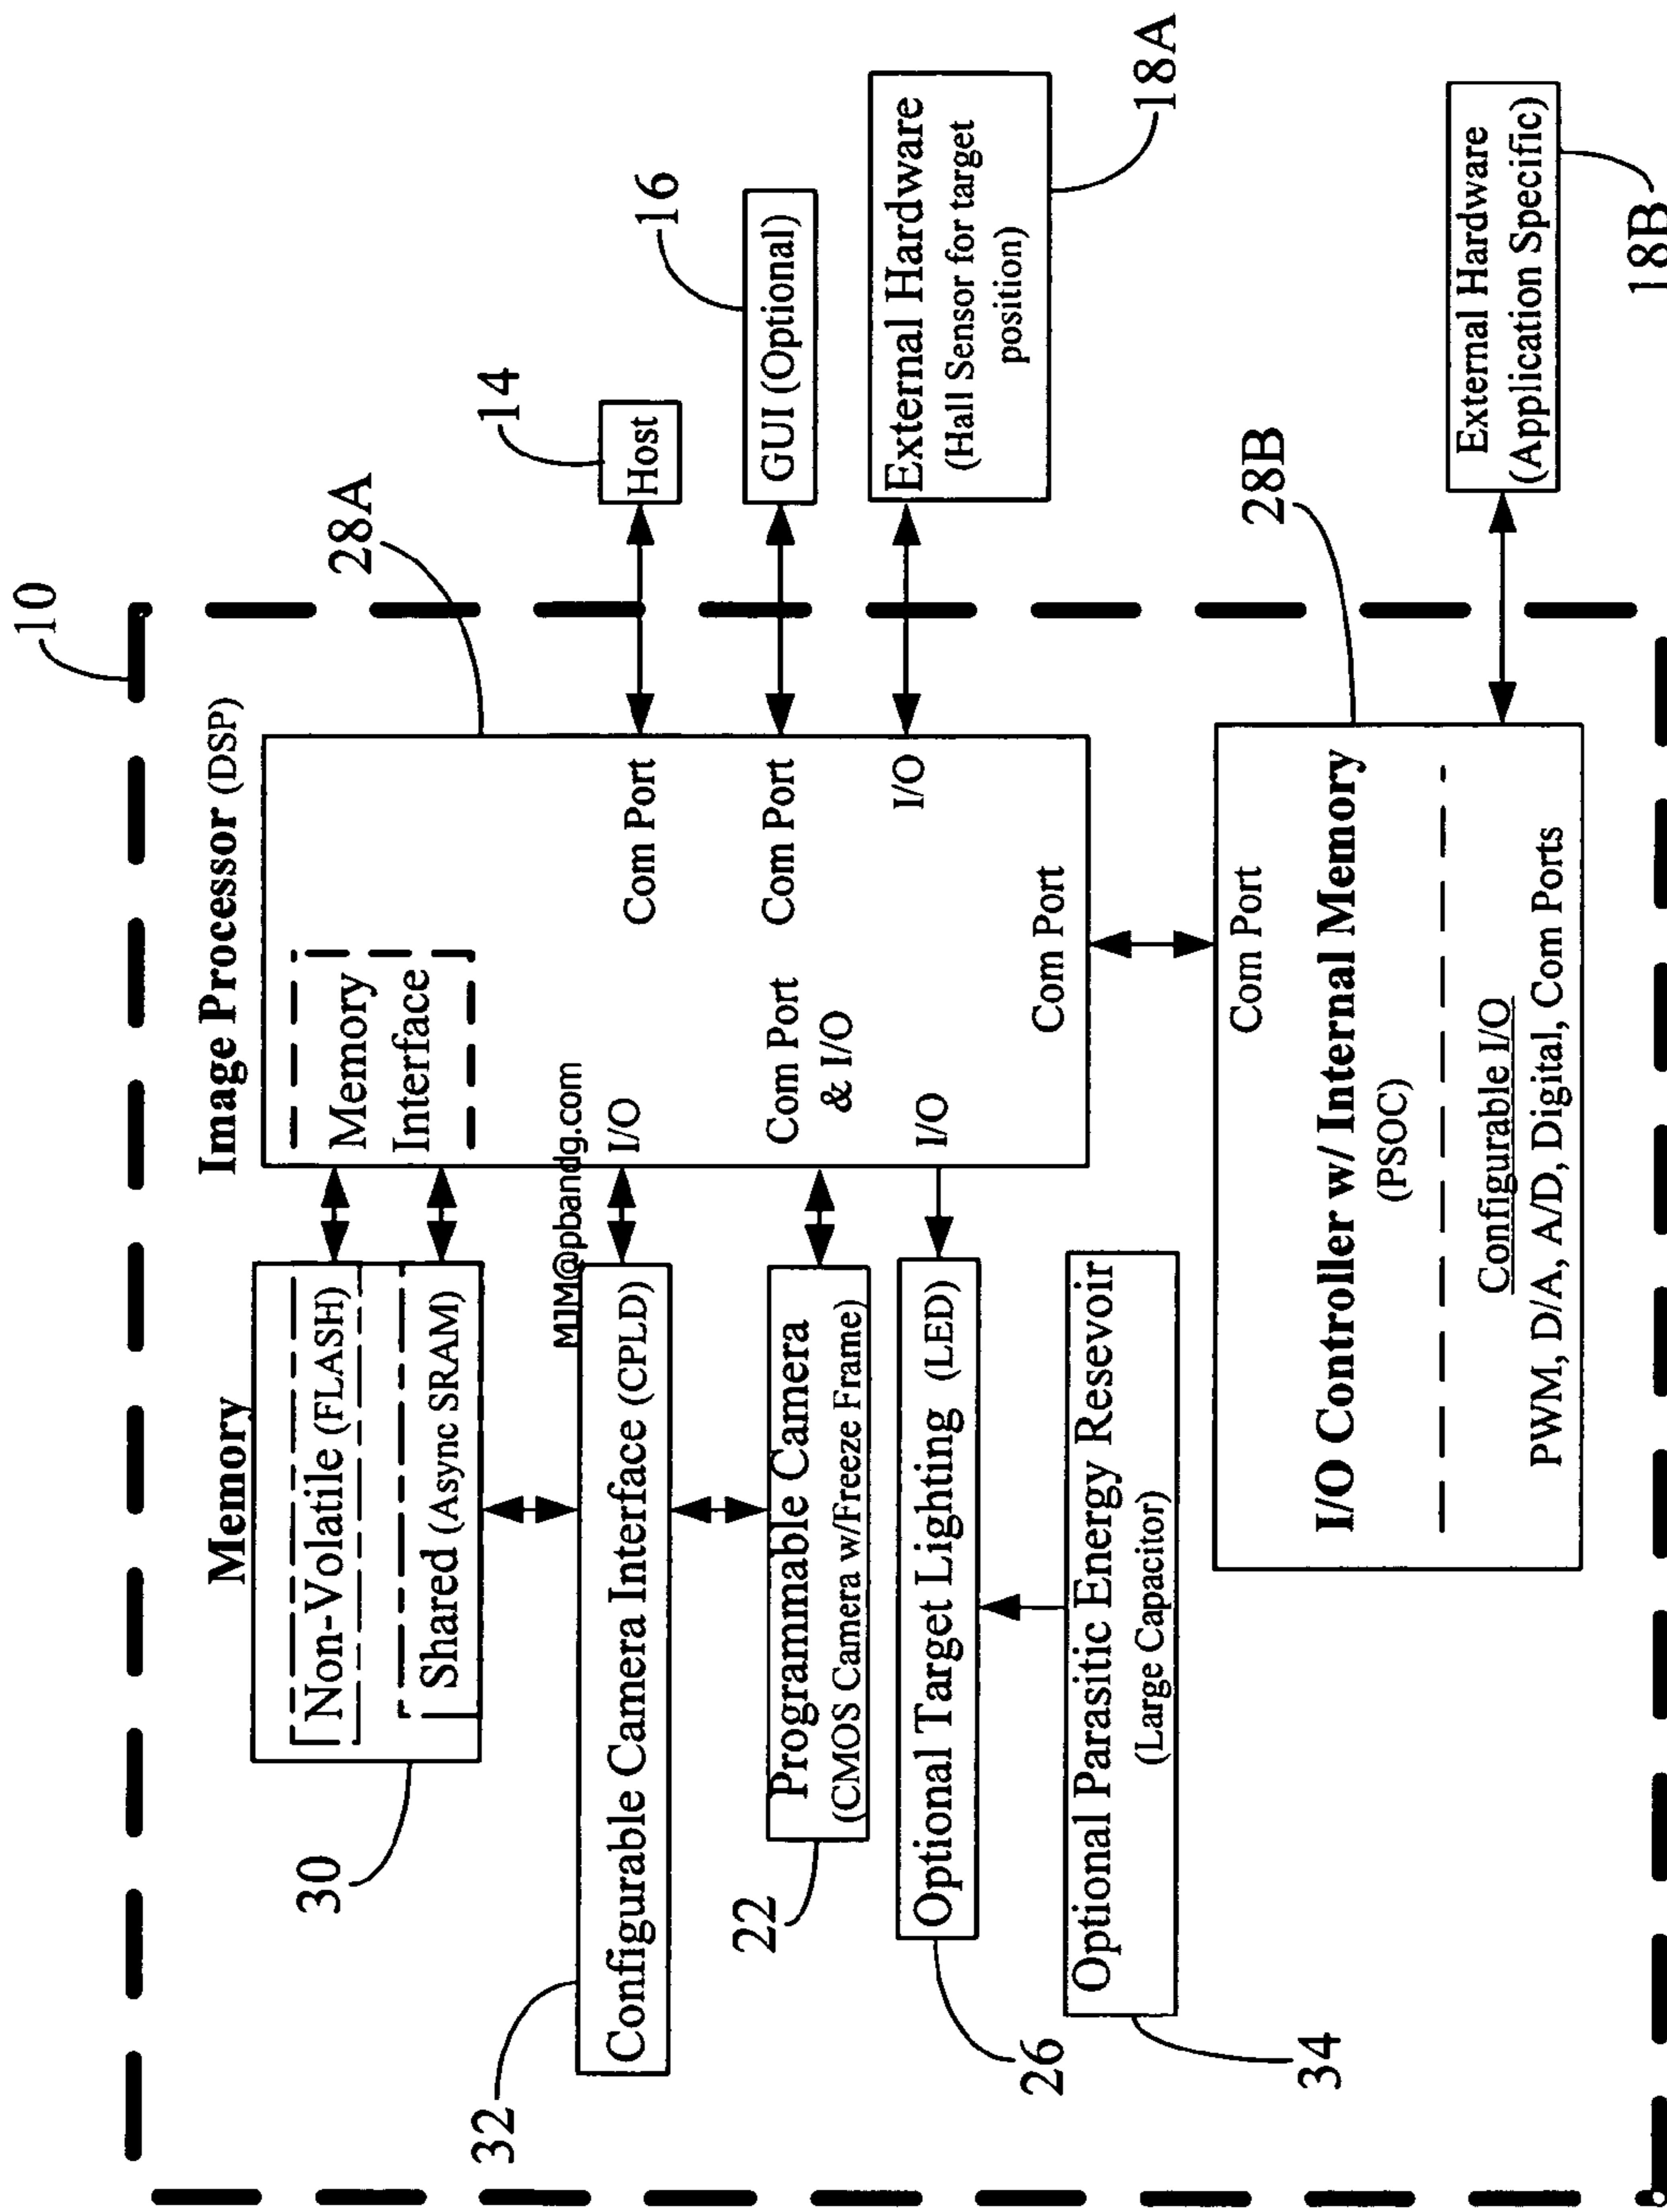 10
Image Processor (DSP)
28A
Memory
Interface
Com Port
Com Port
I/O
I/O
Com Port
& I/O
I/O
Com Port
Memory
Non-Volatile (FLASH)
Shared (Async SRAM)
30
MJM@pbandg.com
Configurable Camera Interface (CPLD)
32
Programmable Camera
(CMOS Camera w/Freeze Frame)
22
Optional Target Lighting (LED)
26
Optional Parasitic Energy Resevoir
(Large Capacitor)
34
Host
14
GUI (Optional)
16
External Hardware
(Hall Sensor for target
position)
18A
28B
Com Port
I/O Controller w/ Internal Memory
(PSOC)
Configurable I/O
PWM, D/A, A/D, Digital, Com Ports
External Hardware
(Application Specific)
18B